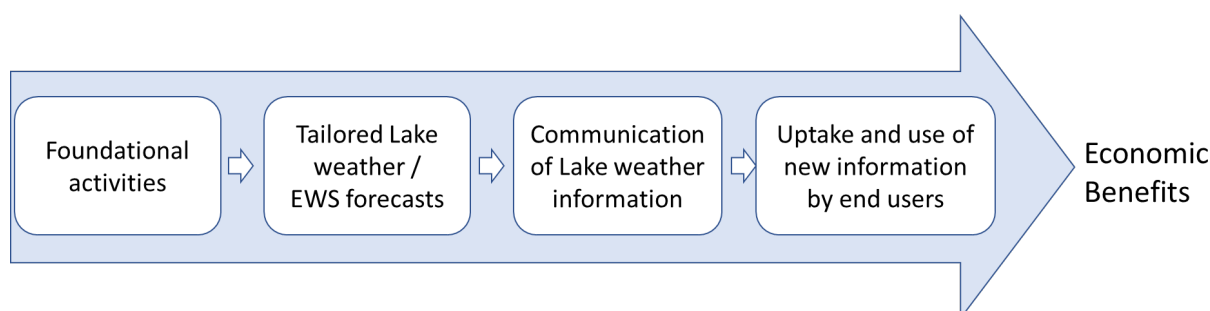 Foundational
activities
Tailored Lake
weather /
EWS forecasts
Communication
of Lake weather
information
Uptake and use of
new information
by end users
Economic
Benefits